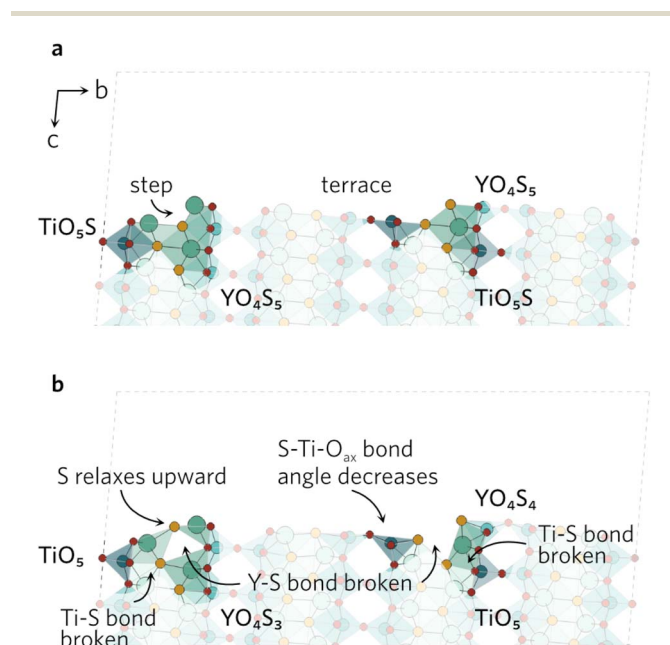 a
b
c
step
terrace
YO₄S₅
TiO₅S
YO₄S₅
TiO₅S
b
S-Ti-Oₐₓ bond
angle decreases
S relaxes upward
YO₄S₄
TiO₅
Ti-S bond
broken
Y-S bond broken
Ti-S bond
broken
YO₄S₃
TiO₅